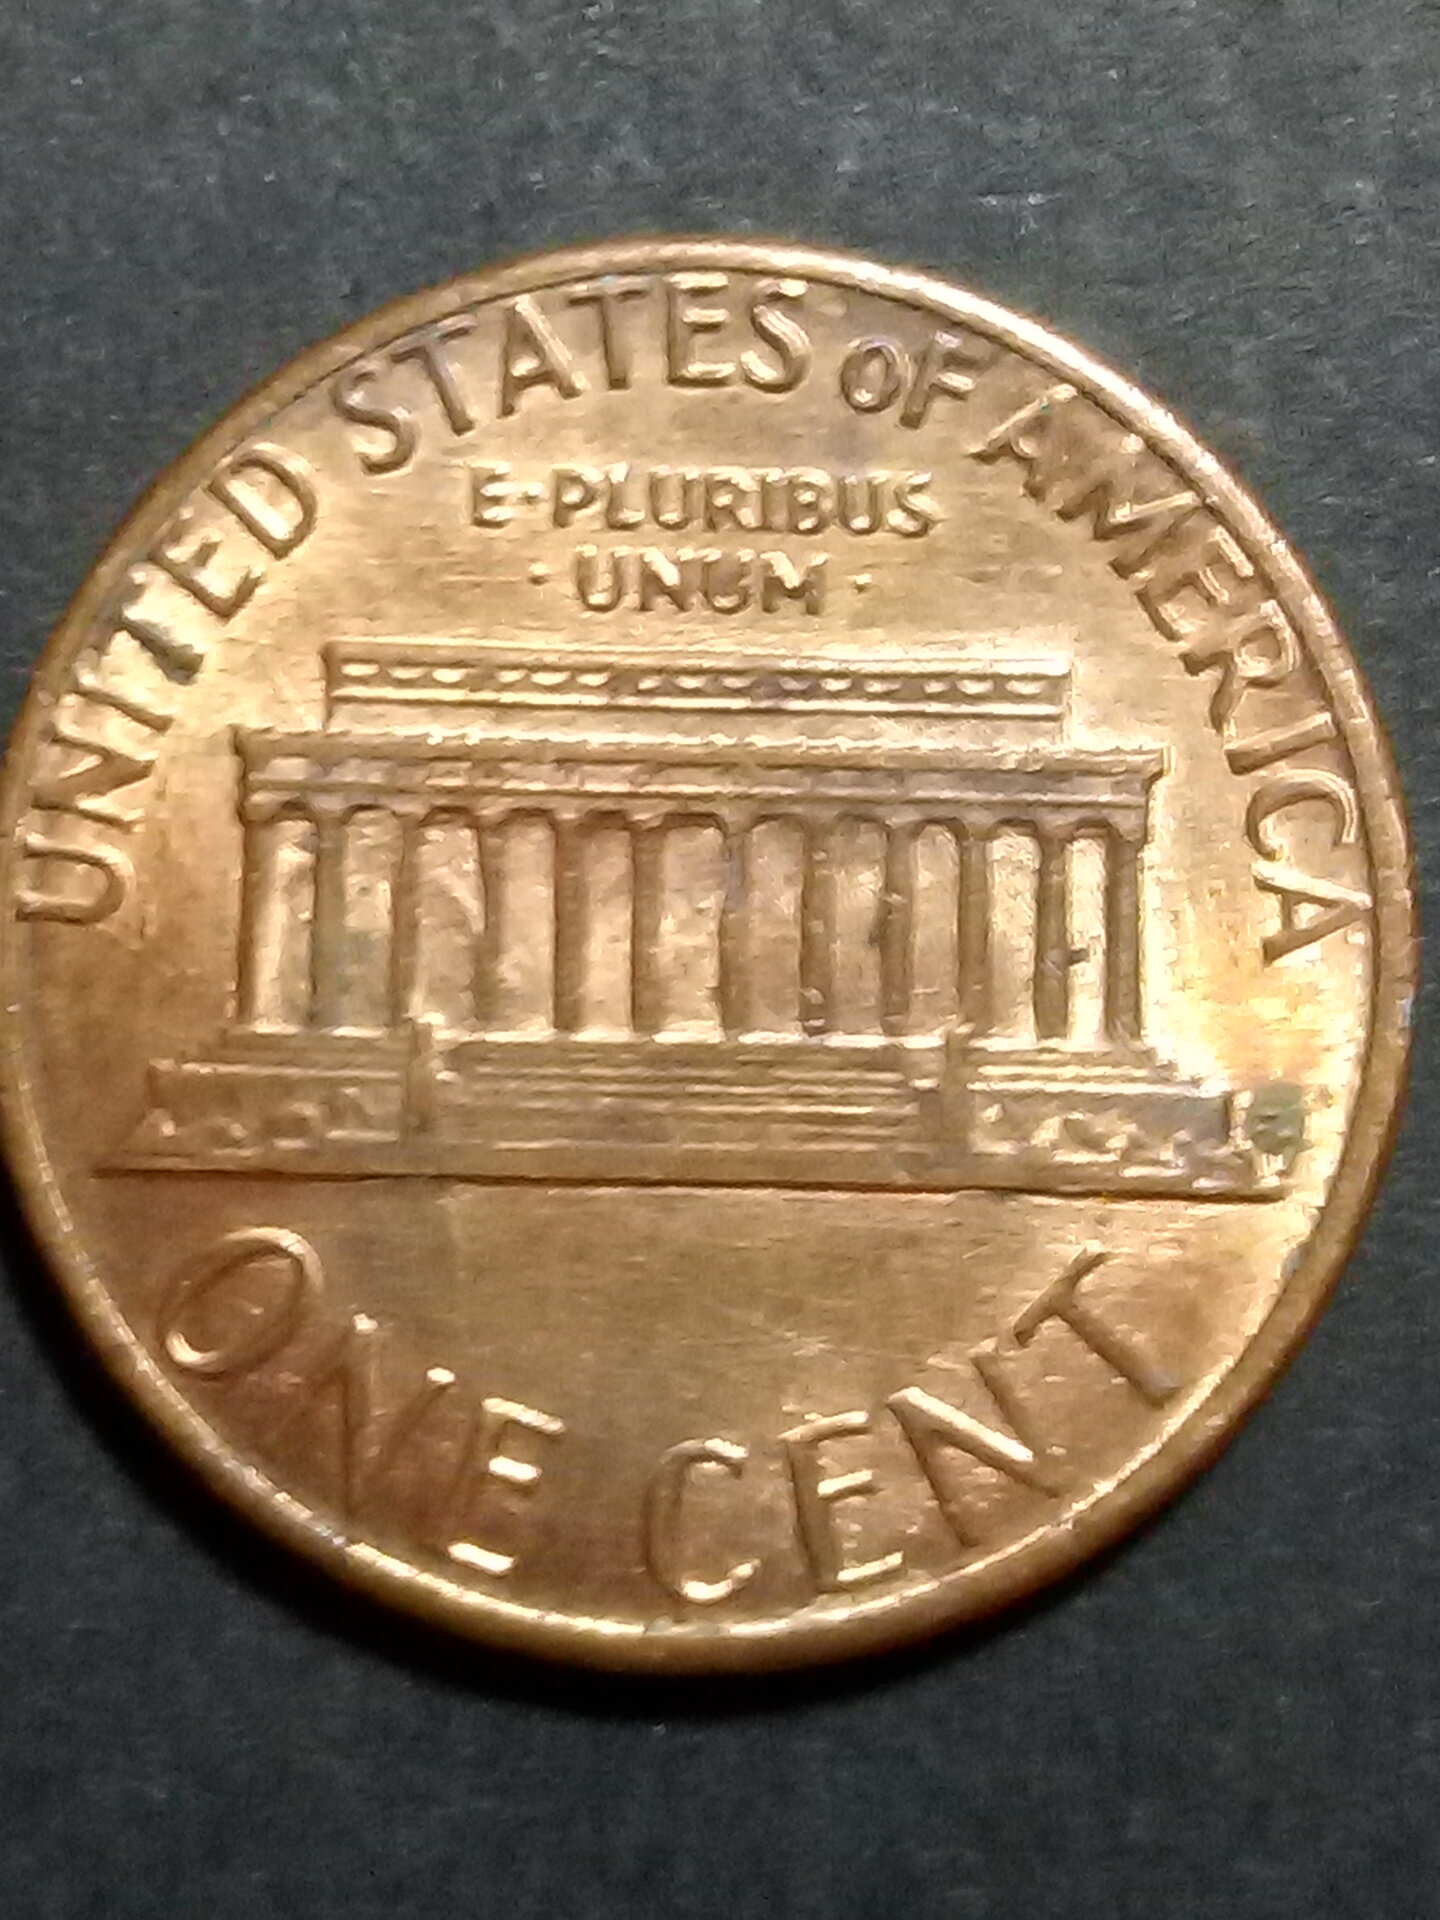 UNITED STATES OF AMERICA
E·PLURIBUS
·UNUM·
ONE CENT